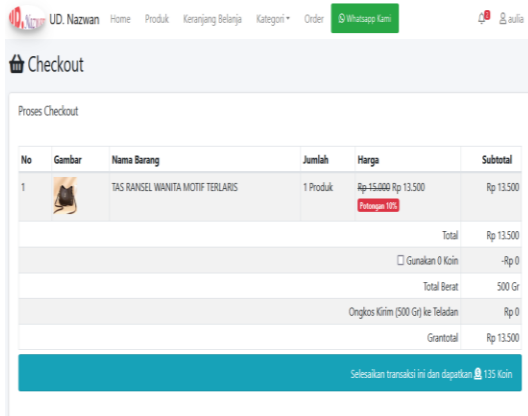 UD. Nazwan UD. Nazwan Home Produk Keranjang Belanja Kategori Order Whatsapp Kami aulia
Checkout
Proses Checkout
No Gambar Nama Barang Jumlah Harga Subtotal
1 TAS RANSEL WANITA MOTIF TERLARIS 1 Produk Rp 15.000 Rp 13.500 Rp 13.500
Potongan 10%
Total Rp 13.500
Gunakan 0 Koin -Rp 0
Total Berat 500 Gr
Ongkos Kirim (500 Gr) ke Teladan Rp 0
Grantotal Rp 13.500
Selesaikan transaksi ini dan dapatkan 135 Koin